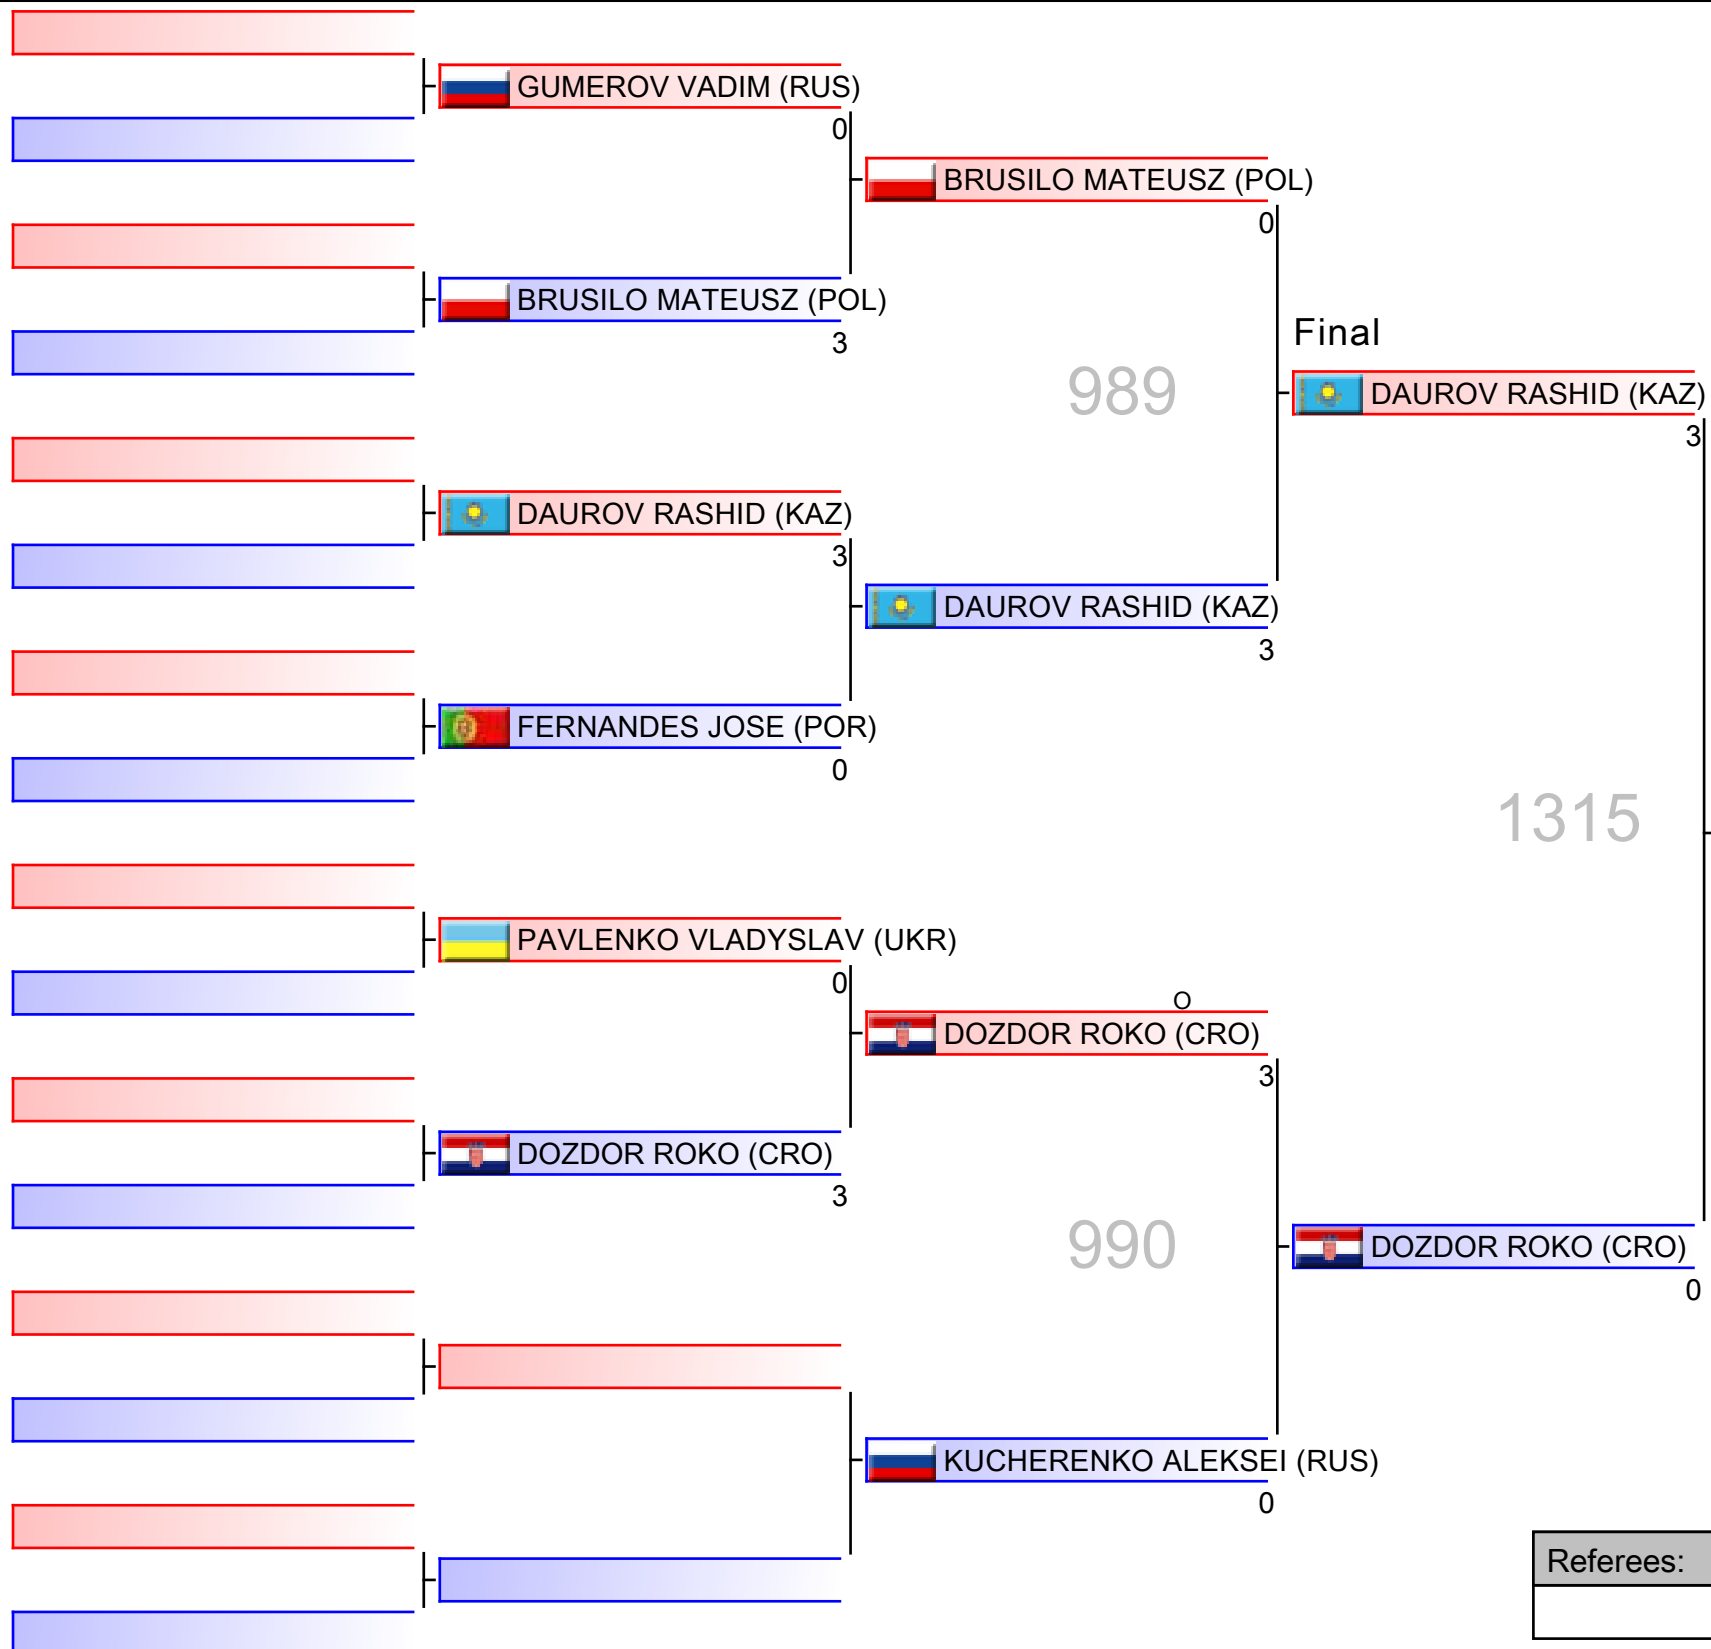 GUMEROV VADIM (RUS)
0
BRUSILO MATEUSZ (POL)
0
BRUSILO MATEUSZ (POL)
3
Final
989
DAUROV RASHID (KAZ)
3
DAUROV RASHID (KAZ)
3
DAUROV RASHID (KAZ)
3
FERNANDES JOSE (POR)
0
1315
PAVLENKO VLADYSLAV (UKR)
0
O
DOZDOR ROKO (CRO)
3
DOZDOR ROKO (CRO)
3
990
DOZDOR ROKO (CRO)
0
KUCHERENKO ALEKSEI (RUS)
0
Referees: